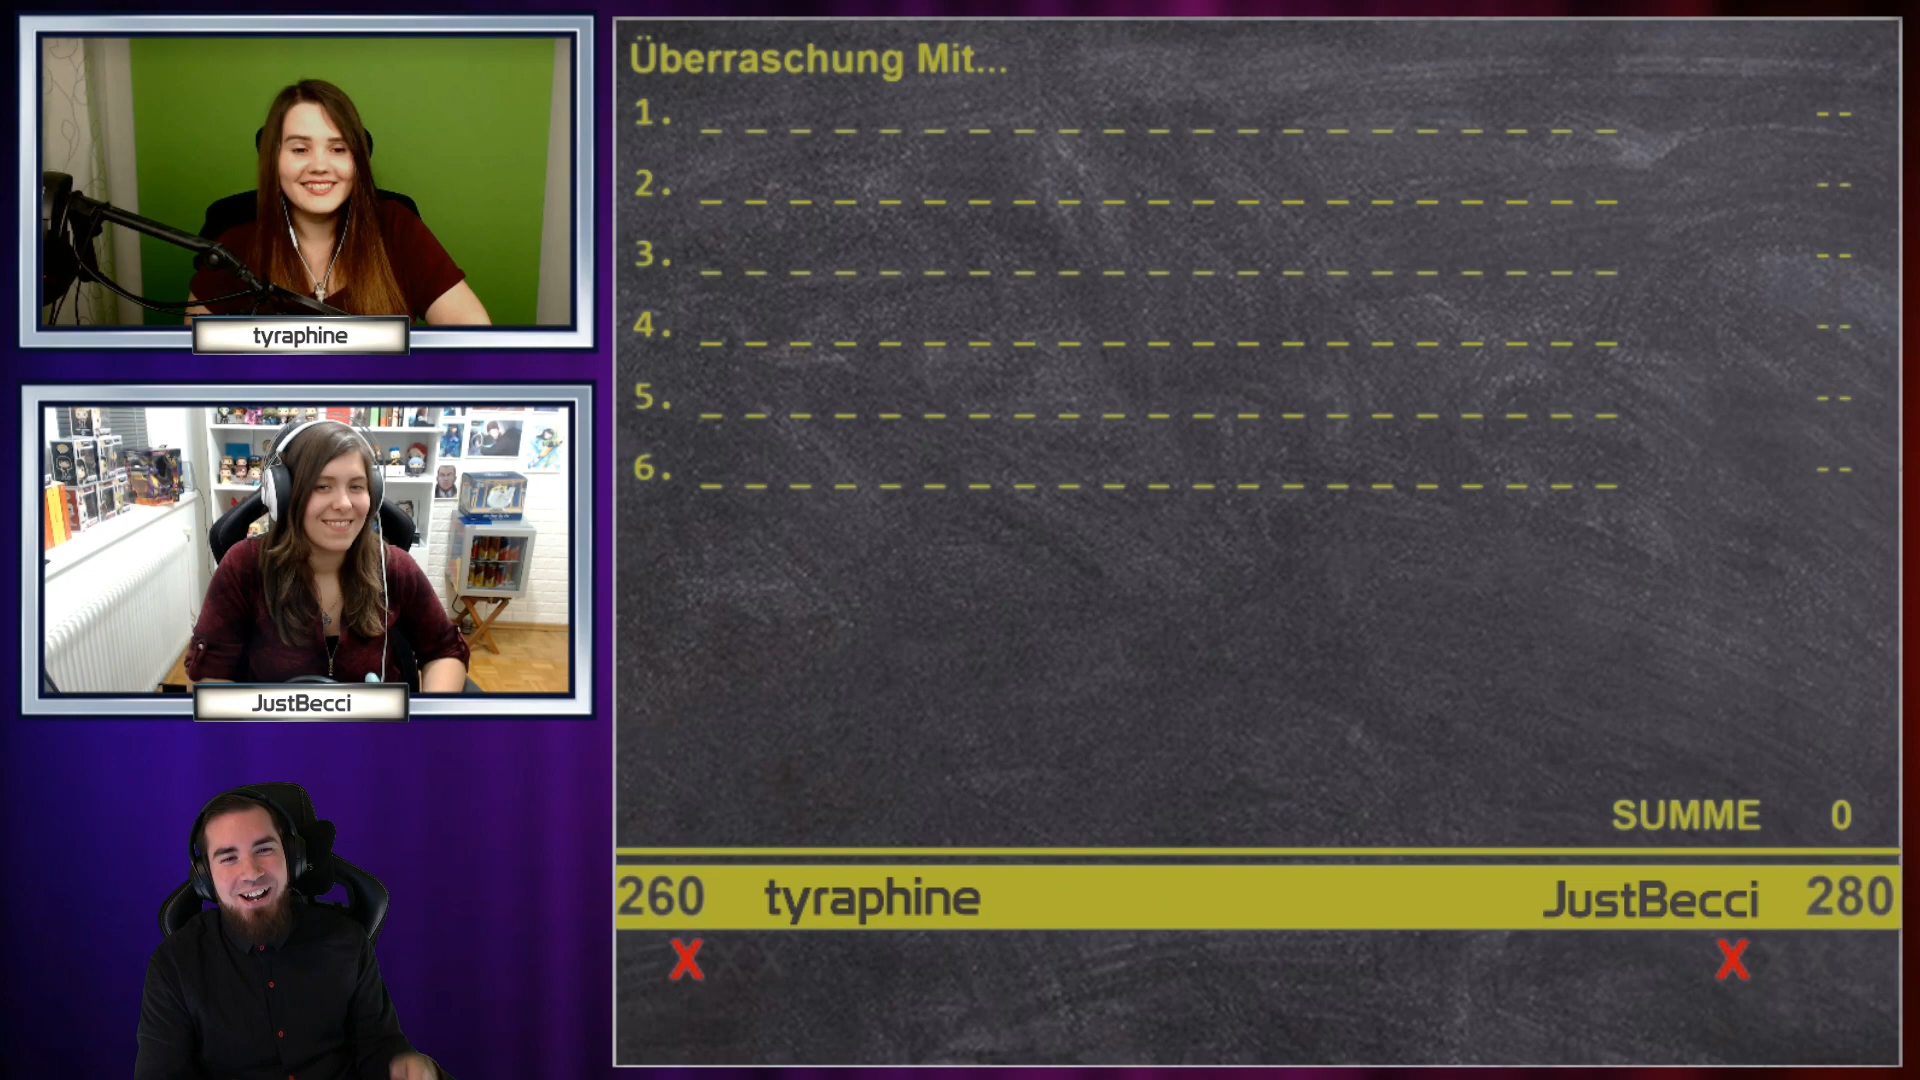 tyraphine
JustBecci
Überraschung Mit...
1. _ _ _ _ _ _ _ _ _ _ _ _ _ _ _ _ _ _ _ _ _ --
2. _ _ _ _ _ _ _ _ _ _ _ _ _ _ _ _ _ _ _ _ _ --
3. _ _ _ _ _ _ _ _ _ _ _ _ _ _ _ _ _ _ _ _ _ --
4. _ _ _ _ _ _ _ _ _ _ _ _ _ _ _ _ _ _ _ _ _ --
5. _ _ _ _ _ _ _ _ _ _ _ _ _ _ _ _ _ _ _ _ _ --
6. _ _ _ _ _ _ _ _ _ _ _ _ _ _ _ _ _ _ _ _ _ --
SUMME 0
260 tyraphine JustBecci 280
X X X X